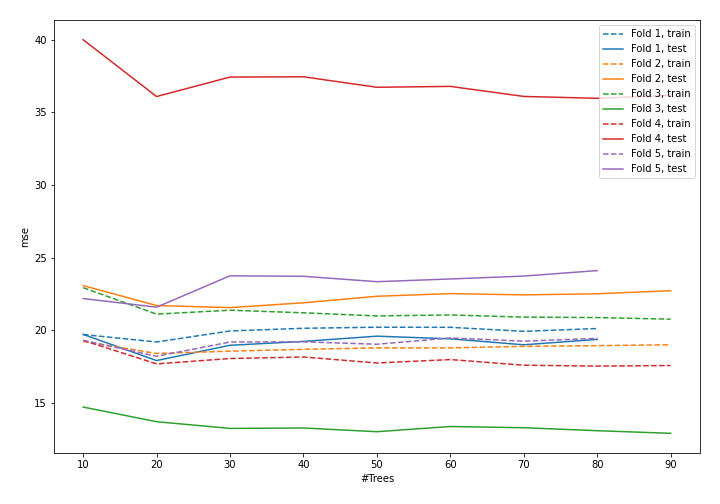 40
35
30
25
20
15
mse
10 20 30 40 50 60 70 80 90
#Trees
Fold 1, train
Fold 1, test
Fold 2, train
Fold 2, test
Fold 3, train
Fold 3, test
Fold 4, train
Fold 4, test
Fold 5, train
Fold 5, test